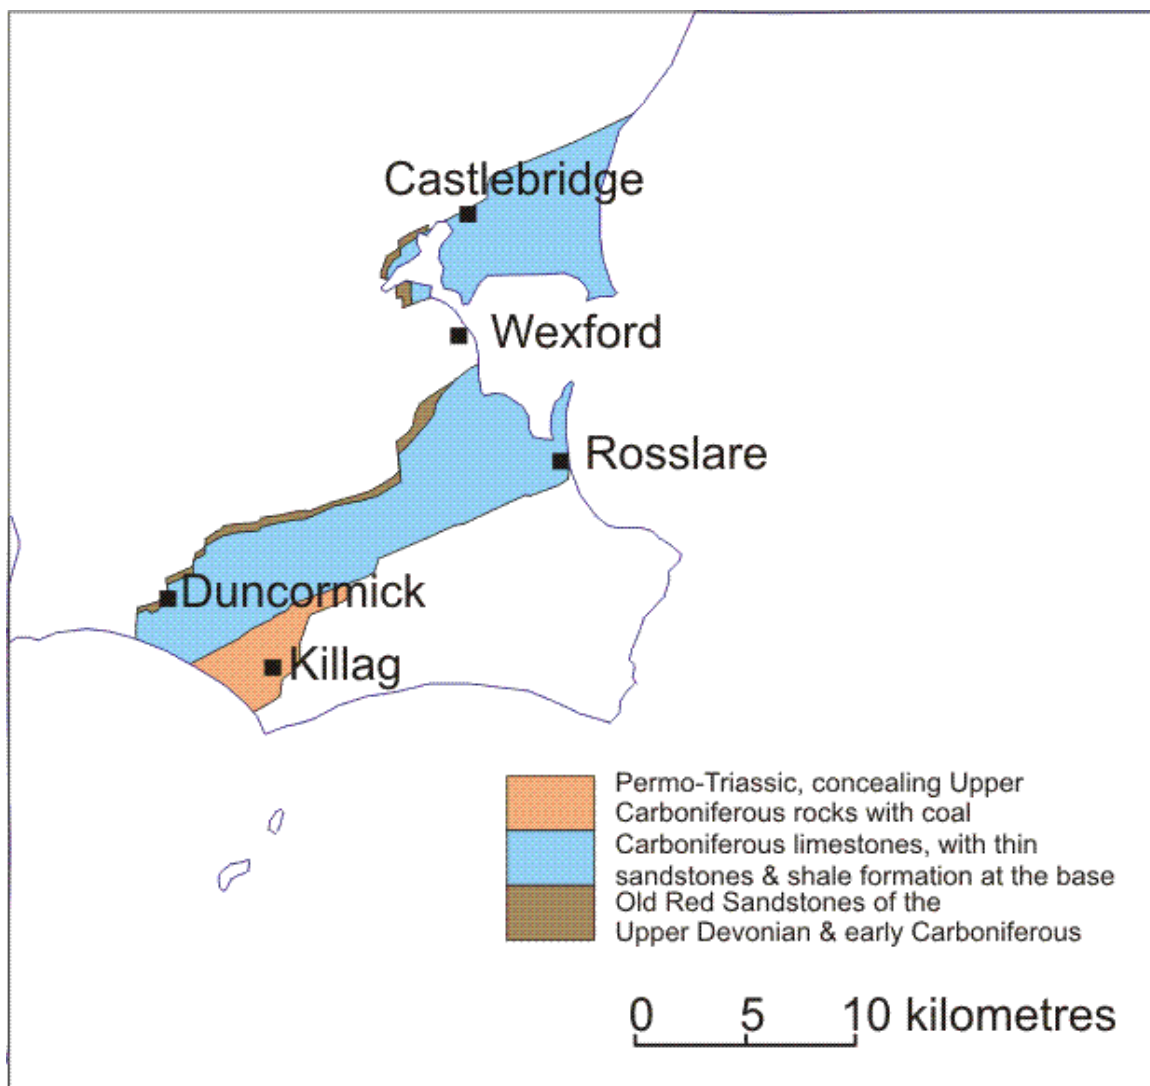 Castlebridge
Wexford
Rosslare
Duncormick
Killag
Permo-Triassic, concealing Upper
Carboniferous rocks with coal
Carboniferous limestones, with thin
sandstones & shale formation at the base
Old Red Sandstones of the
Upper Devonian & early Carboniferous
0 5 10 kilometres